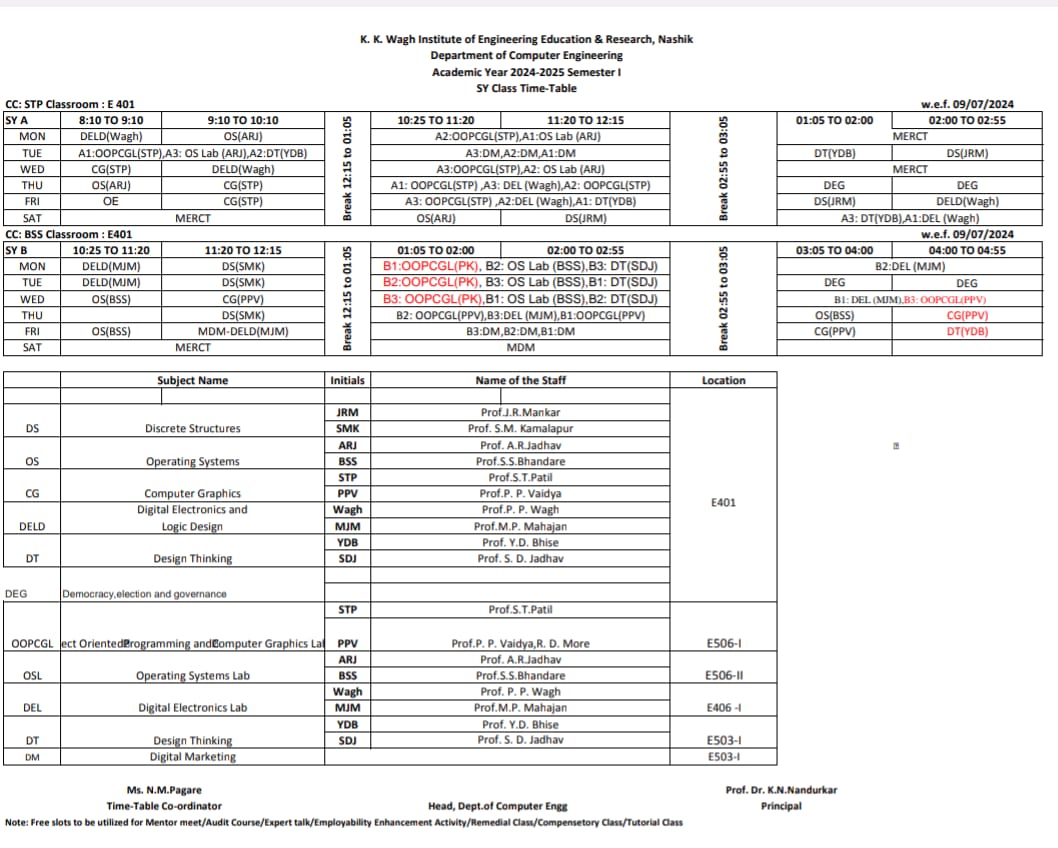 K. K. Wagh Institute of Engineering Education & Research, Nashik
Department of Computer Engineering
Academic Year 2024-2025 Semester I
SY Class Time-Table
CC: STP Classroom : E 401 w.e.f. 09/07/2024
SY A 8:10 TO 9:10 9:10 TO 10:10 Break 12:15 to 01:05 10:25 TO 11:20 11:20 TO 12:15 Break 02:55 to 03:05 01:05 TO 02:00 02:00 TO 02:55
MON DELD(Wagh) OS(ARJ) A2:OOPCGL(STP),A1:OS Lab (ARJ) MERCT
TUE A1:OOPCGL(STP),A3: OS Lab (ARJ),A2:DT(YDB) A3:DM,A2:DM,A1:DM DT(YDB) DS(JRM)
WED CG(STP) DELD(Wagh) A3:OOPCGL(STP),A2: OS Lab (ARJ) MERCT
THU OS(ARJ) CG(STP) A1: OOPCGL(STP) ,A3: DEL (Wagh),A2: OOPCGL(STP) DEG DEG
FRI OE CG(STP) A3: OOPCGL(STP) ,A2:DEL (Wagh),A1: DT(YDB) DS(JRM) DELD(Wagh)
SAT MERCT OS(ARJ) DS(JRM) A3: DT(YDB),A1:DEL (Wagh)
CC: BSS Classroom : E401 w.e.f. 09/07/2024
SY B 10:25 TO 11:20 11:20 TO 12:15 Break 12:15 to 01:05 01:05 TO 02:00 02:00 TO 02:55 Break 02:55 to 03:05 03:05 TO 04:00 04:00 TO 04:55
MON DELD(MJM) DS(SMK) B1:OOPCGL(PK), B2: OS Lab (BSS),B3: DT(SDJ) B2:DEL (MJM)
TUE DELD(MJM) DS(SMK) B2:OOPCGL(PK), B3: OS Lab (BSS),B1: DT(SDJ) DEG DEG
WED OS(BSS) CG(PPV) B3: OOPCGL(PK),B1: OS Lab (BSS),B2: DT(SDJ) B1: DEL (MJM),B3: OOPCGL(PPV)
THU DS(SMK) B2: OOPCGL(PPV),B3:DEL (MJM),B1:OOPCGL(PPV) OS(BSS) CG(PPV)
FRI OS(BSS) MDM-DELD(MJM) B3:DM,B2:DM,B1:DM CG(PPV) DT(YDB)
SAT MERCT MDM
Subject Name Initials Name of the Staff Location
JRM Prof.J.R.Mankar
DS Discrete Structures SMK Prof. S.M. Kamalapur
ARJ Prof. A.R.Jadhav
OS Operating Systems BSS Prof.S.S.Bhandare
STP Prof.S.T.Patil
CG Computer Graphics PPV Prof.P. P. Vaidya
E401
Digital Electronics and Wagh Prof.P. P. Wagh
DELD Logic Design MJM Prof.M.P. Mahajan
YDB Prof. Y.D. Bhise
DT Design Thinking SDJ Prof. S. D. Jadhav
DEG Democracy,election and governance
STP Prof.S.T.Patil
OOPCGL ect Oriented Programming and Computer Graphics Lal PPV Prof.P. P. Vaidya,R. D. More E506-I
ARJ Prof. A.R.Jadhav
OSL Operating Systems Lab BSS Prof.S.S.Bhandare E506-II
Wagh Prof. P. P. Wagh
DEL Digital Electronics Lab MJM Prof.M.P. Mahajan E406 -I
YDB Prof. Y.D. Bhise
DT Design Thinking SDJ Prof. S. D. Jadhav E503-I
DM Digital Marketing E503-I
Ms. N.M.Pagare Prof. Dr. K.N.Nandurkar
Time-Table Co-ordinator Head, Dept.of Computer Engg Principal
Note: Free slots to be utilized for Mentor meet/Audit Course/Expert talk/Employability Enhancement Activity/Remedial Class/Compensetory Class/Tutorial Class